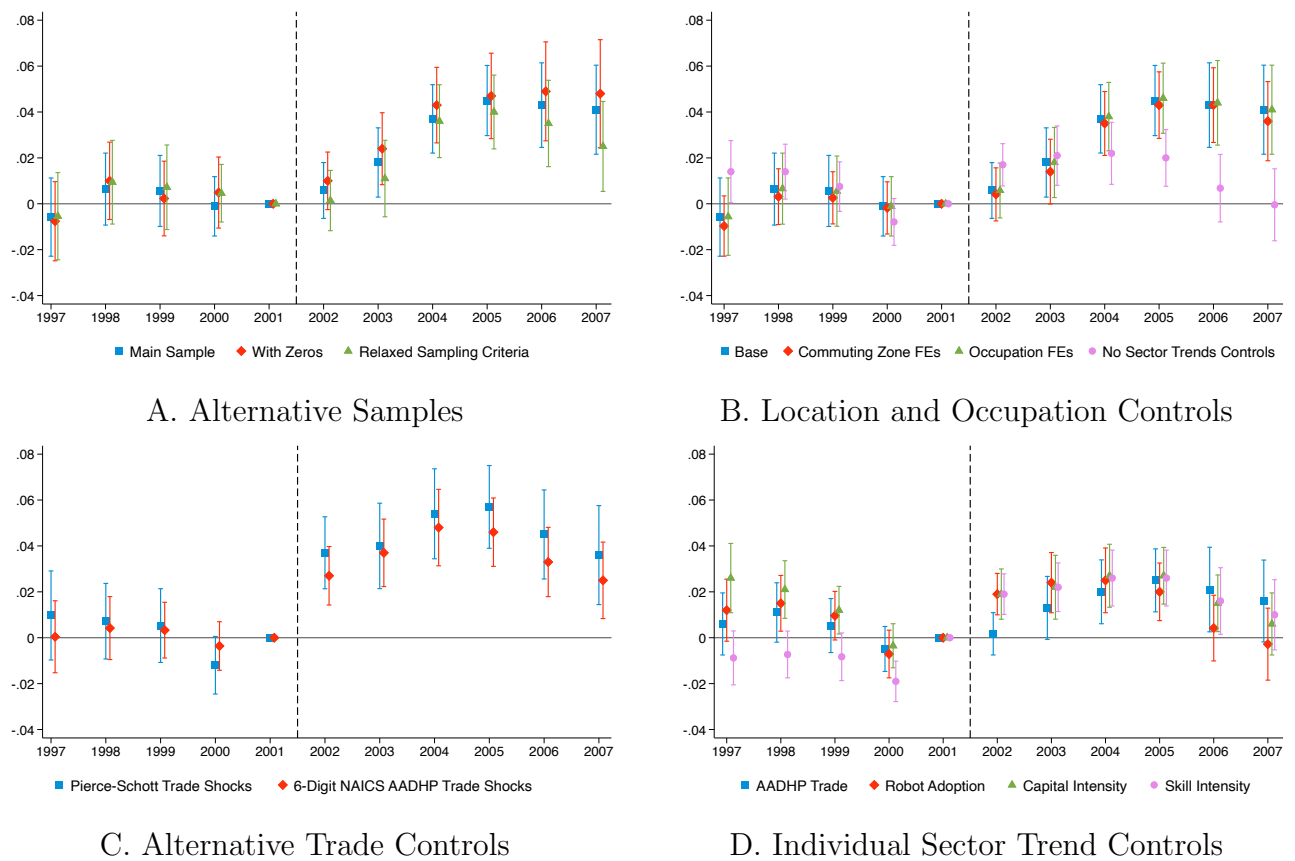 .08
.06
.04
.02
0
-.02
-.04
1997 1998 1999 2000 2001 2002 2003 2004 2005 2006 2007
Main Sample With Zeros Relaxed Sampling Criteria
A. Alternative Samples
.08
.06
.04
.02
0
-.02
-.04
1997 1998 1999 2000 2001 2002 2003 2004 2005 2006 2007
Base Commuting Zone FEs Occupation FEs No Sector Trends Controls
B. Location and Occupation Controls
.08
.06
.04
.02
0
-.02
-.04
1997 1998 1999 2000 2001 2002 2003 2004 2005 2006 2007
Pierce-Schott Trade Shocks 6-Digit NAICS AADHP Trade Shocks
C. Alternative Trade Controls
.08
.06
.04
.02
0
-.02
-.04
1997 1998 1999 2000 2001 2002 2003 2004 2005 2006 2007
AADHP Trade Robot Adoption Capital Intensity Skill Intensity
D. Individual Sector Trend Controls